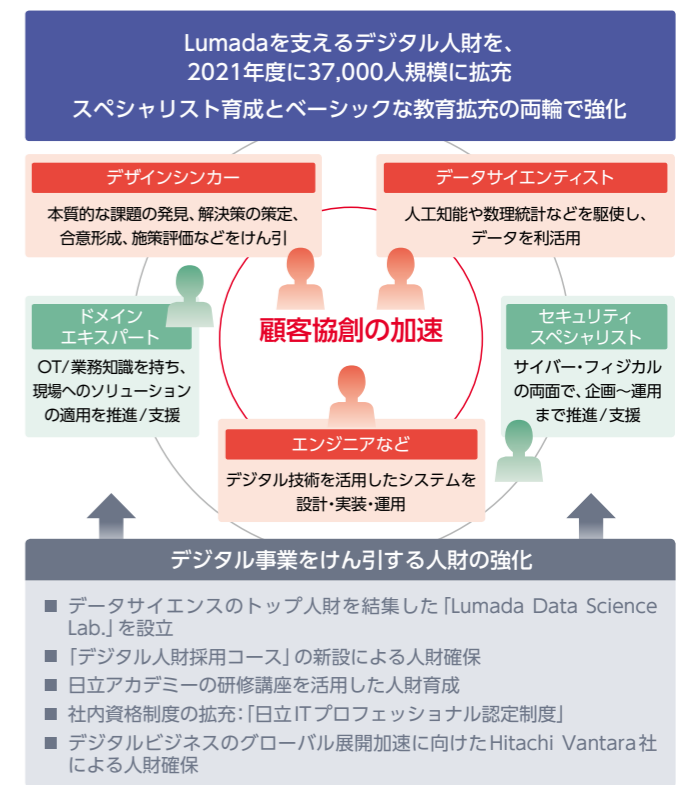 Lumadaを支えるデジタル人財を、
2021年度に37,000人規模に拡充
スペシャリスト育成とベーシックな教育拡充の両輪で強化
デザインシンカー
本質的な課題の発見、解決策の策定、
合意形成、施策評価などをけん引
データサイエンティスト
人工知能や数理統計などを駆使し、
データを利活用
ドメイン
エキスパート
OT/業務知識を持ち、
現場へのソリューション
の適用を推進/支援
顧客協創の加速
セキュリティ
スペシャリスト
サイバー・フィジカル
の両面で、企画～運用
まで推進/支援
エンジニアなど
デジタル技術を活用したシステムを
設計・実装・運用
デジタル事業をけん引する人財の強化
■ データサイエンスのトップ人財を結集した「Lumada Data Science
Lab.」を設立
■ 「デジタル人財採用コース」の新設による人財確保
■ 日立アカデミーの研修講座を活用した人財育成
■ 社内資格制度の拡充：「日立ITプロフェッショナル認定制度」
■ デジタルビジネスのグローバル展開加速に向けたHitachi Vantara社
による人財確保